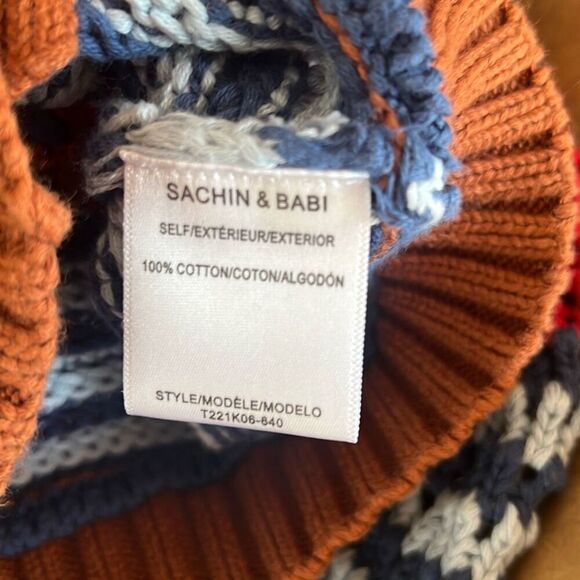 SACHIN & BABI
SELF/EXTÉRIEUR/EXTERIOR
100% COTTON/COTON/ALGODÓN
STYLE/MODÈLE/MODELO
T221K06-640